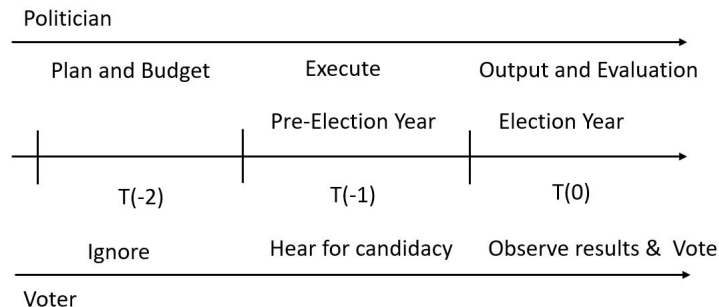 Politician
Plan and Budget Execute Output and Evaluation
Pre-Election Year Election Year
T(-2) T(-1) T(0)
Ignore Hear for candidacy Observe results & Vote
Voter